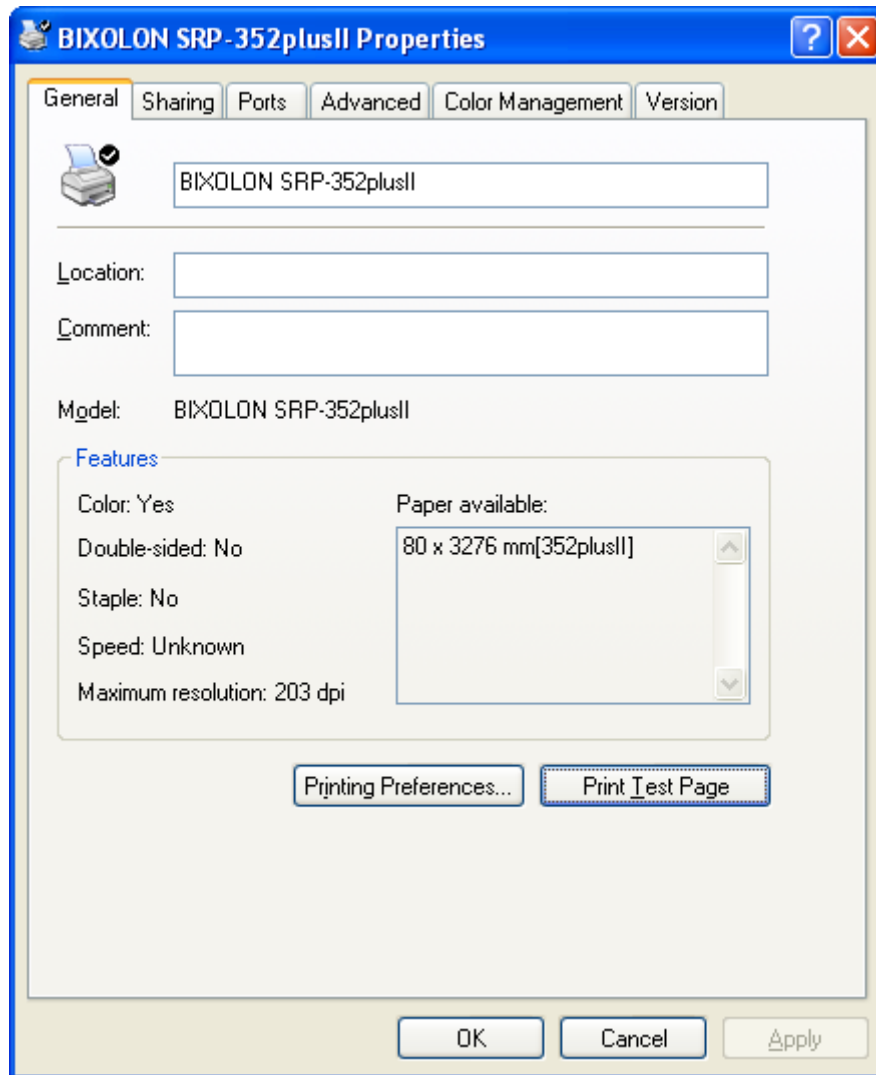 BIXOLON SRP-352plusII Properties
General Sharing Ports Advanced Color Management Version
BIXOLON SRP-352plusII
Location:
Comment:
Model: BIXOLON SRP-352plusII
Features
Color: Yes
Paper available:
Double-sided: No
80 x 3276 mm[352plusII]
Staple: No
Speed: Unknown
Maximum resolution: 203 dpi
Printing Preferences...
Print Test Page
OK
Cancel
Apply